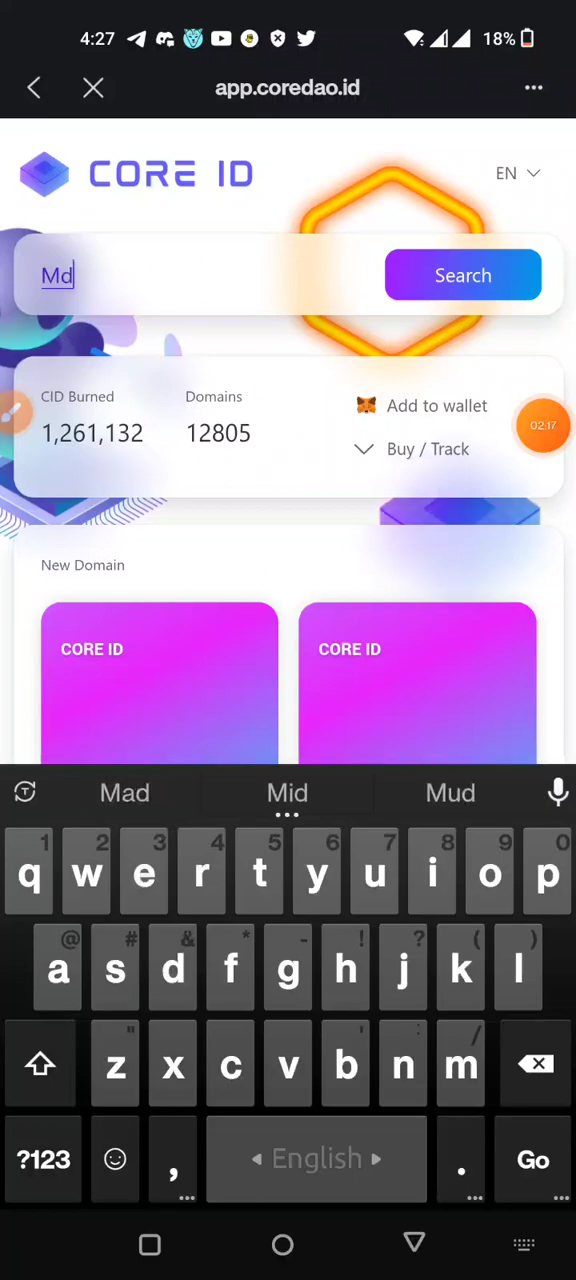 4:27
18%
app.coredao.id
CORE ID
EN
Md
Search
CID Burned
Domains
1,261,132
12805
Add to wallet
Buy / Track
02:17
New Domain
CORE ID
CORE ID
Mad
Mid
Mud
1 2 3 4 5 6 7 8 9 0
q w e r t y u i o p
@ # & * - ! ? ( )
a s d f g h j k l
" ' : /
z x c v b n m
?123
,
English
.
Go